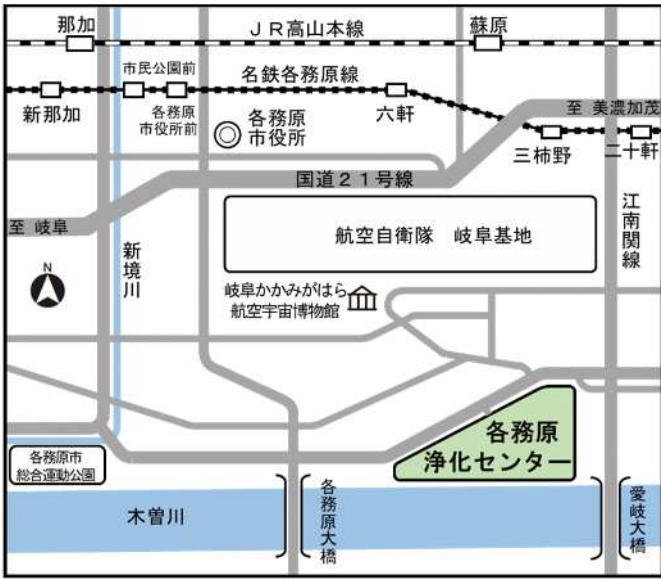 那加
ＪＲ高山本線
蘇原
市民公園前
名鉄各務原線
新那加
各務原
市役所前
各務原
市役所
六軒
至 美濃加茂
三柿野
二十軒
国道２１号線
江南関線
至 岐阜
新境川
航空自衛隊 岐阜基地
N
岐阜かかみがはら
航空宇宙博物館
各務原
浄化センター
各務原市
総合運動公園
木曽川
各務原大橋
愛岐大橋